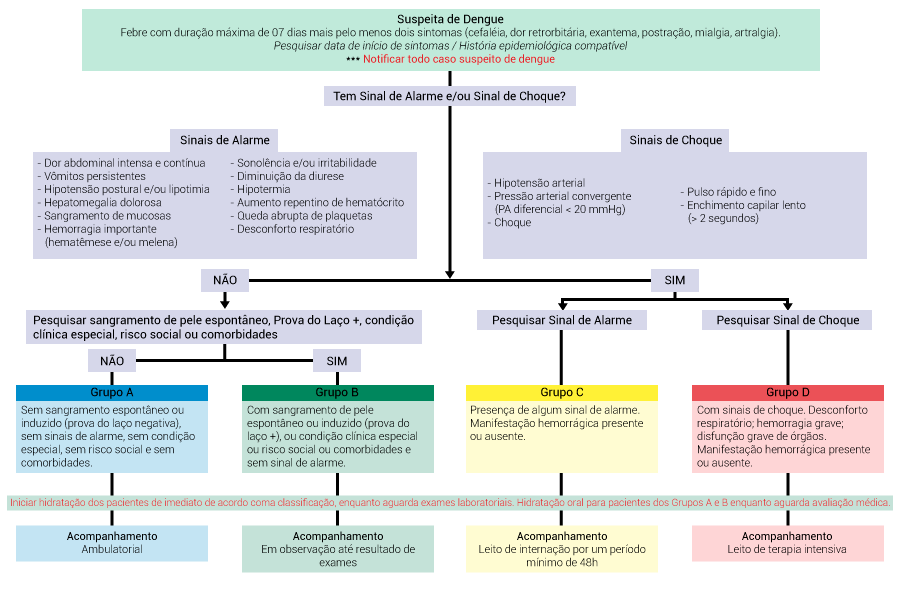 Suspeita de Dengue
Febre com duração máxima de 07 dias mais pelo menos dois sintomas (cefaléia, dor retrorbitária, exantema, postração, mialgia, artralgia).
Pesquisar data de início de sintomas / História epidemiológica compatível
*** Notificar todo caso suspeito de dengue
Tem Sinal de Alarme e/ou Sinal de Choque?
Sinais de Alarme
- Dor abdominal intensa e contínua
- Vômitos persistentes
- Hipotensão postural e/ou lipotimia
- Hepatomegalia dolorosa
- Sangramento de mucosas
- Hemorragia importante
(hematêmese e/ou melena)
- Sonolência e/ou irritabilidade
- Diminuição da diurese
- Hipotermia
- Aumento repentino de hematócrito
- Queda abrupta de plaquetas
- Desconforto respiratório
Sinais de Choque
- Hipotensão arterial
- Pressão arterial convergente
(PA diferencial < 20 mmHg)
- Choque
- Pulso rápido e fino
- Enchimento capilar lento
(> 2 segundos)
NÃO
SIM
Pesquisar sangramento de pele espontâneo, Prova do Laço +, condição
clínica especial, risco social ou comorbidades
Pesquisar Sinal de Alarme
Pesquisar Sinal de Choque
NÃO
SIM
Grupo A
Sem sangramento espontâneo ou
induzido (prova do laço negativa),
sem sinais de alarme, sem condição
especial, sem risco social e sem
comorbidades.
Grupo B
Com sangramento de pele
espontâneo ou induzido (prova do
laço +), ou condição clínica especial
ou risco social ou comorbidades e
sem sinal de alarme.
Grupo C
Presença de algum sinal de alarme.
Manifestação hemorrágica presente
ou ausente.
Grupo D
Com sinais de choque. Desconforto
respiratório; hemorragia grave;
disfunção grave de órgãos.
Manifestação hemorrágica presente
ou ausente.
Iniciar hidratação dos pacientes de imediato de acordo coma classificação, enquanto aguarda exames laboratoriais. Hidratação oral para pacientes dos Grupos A e B enquanto aguarda avaliação médica.
Acompanhamento
Ambulatorial
Acompanhamento
Em observação até resultado de
exames
Acompanhamento
Leito de internação por um período
mínimo de 48h
Acompanhamento
Leito de terapia intensiva